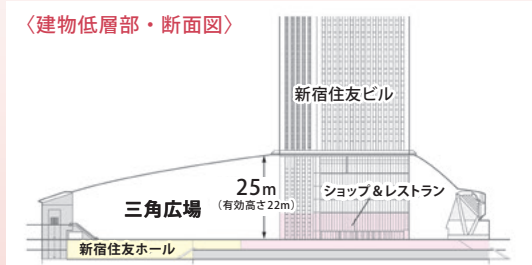 〈建物低層部・断面図〉
新宿住友ビル
25m
（有効高さ22m）
ショップ＆レストラン
三角広場
新宿住友ホール